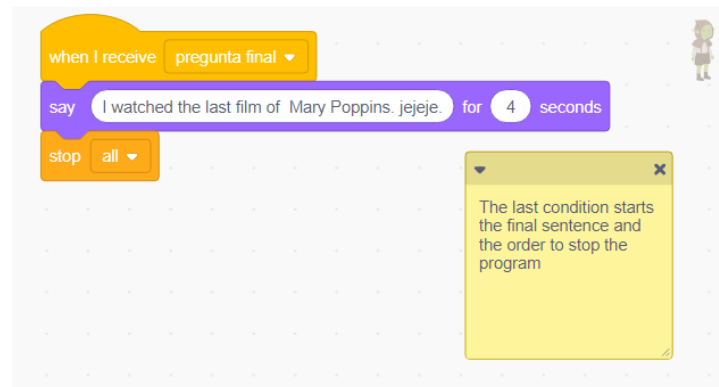 when I receive pregunta final
say I watched the last film of Mary Poppins. jejeje. for 4 seconds
stop all
The last condition starts
the final sentence and
the order to stop the
program